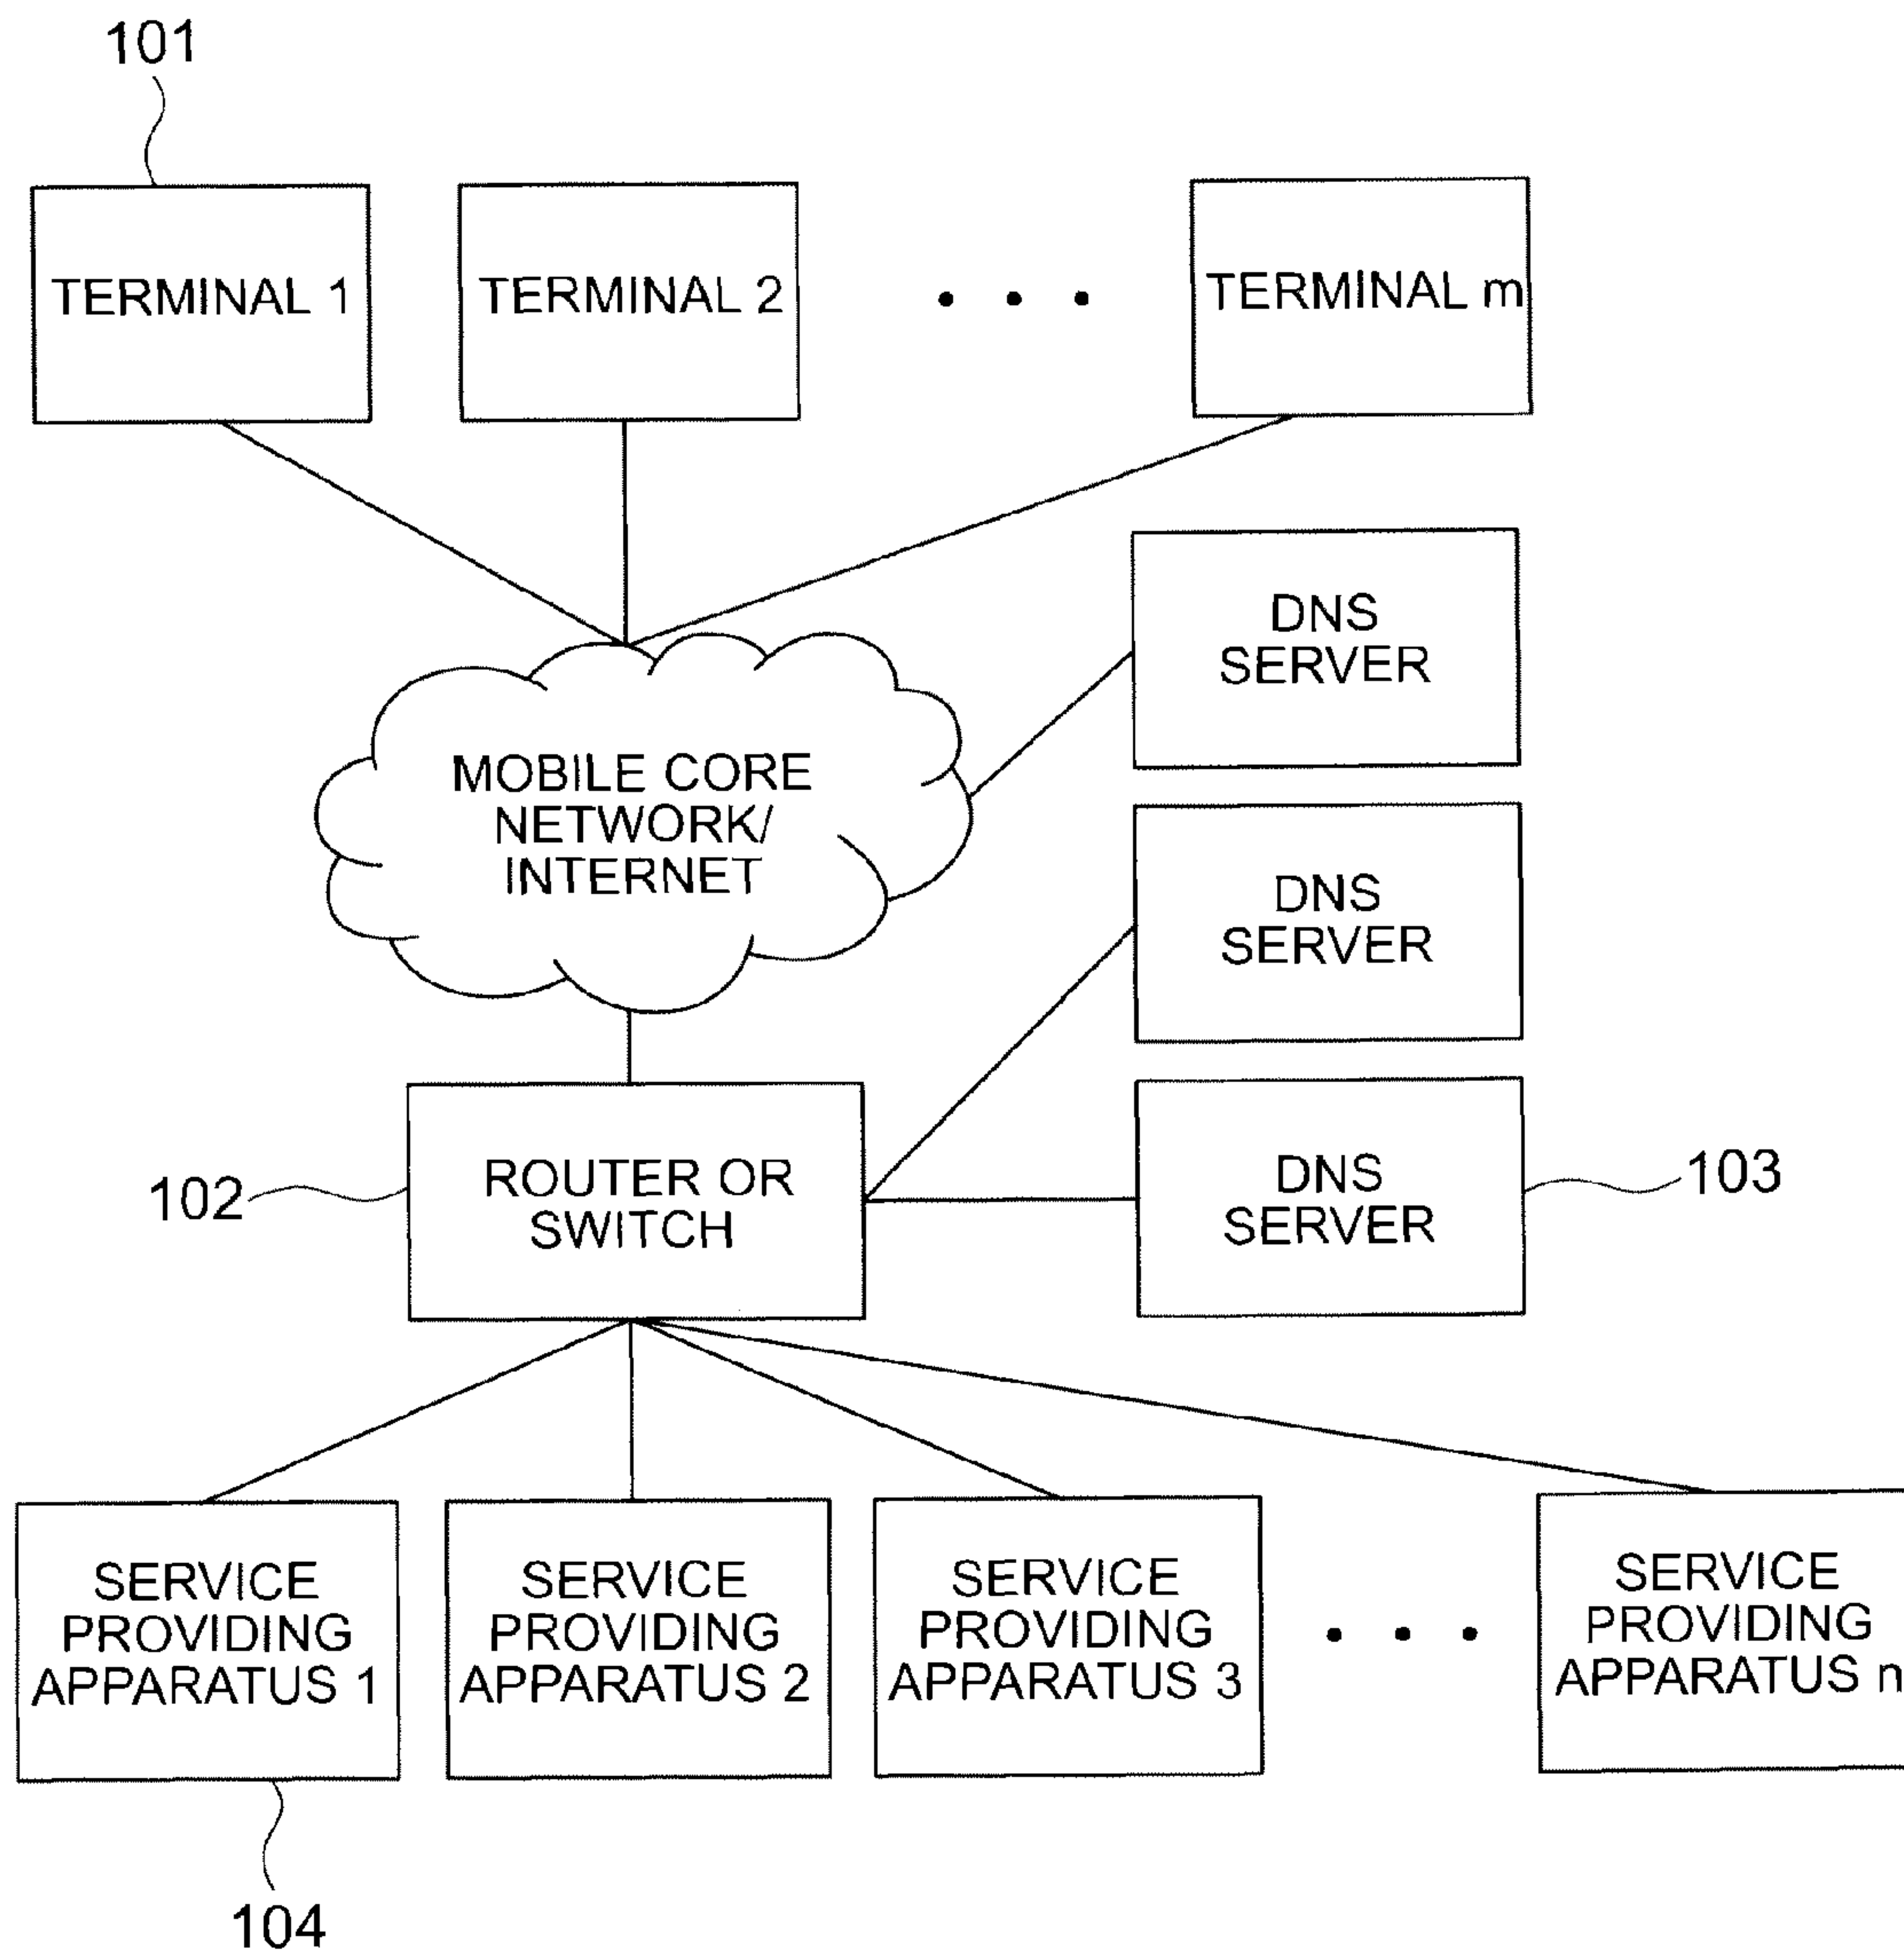 101
TERMINAL 1
TERMINAL 2
TERMINAL m
DNS
SERVER
MOBILE CORE
NETWORK/
INTERNET
DNS
SERVER
102
ROUTER OR
SWITCH
DNS
SERVER
103
SERVICE
PROVIDING
APPARATUS 1
SERVICE
PROVIDING
APPARATUS 2
SERVICE
PROVIDING
APPARATUS 3
SERVICE
PROVIDING
APPARATUS n
104